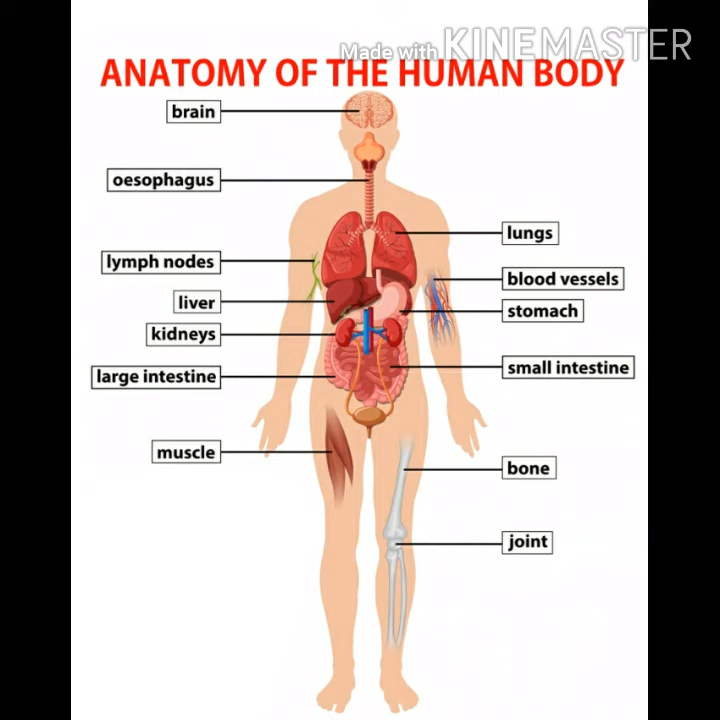 Made with KINEMASTER
ANATOMY OF THE HUMAN BODY
brain
oesophagus
lungs
lymph nodes
blood vessels
liver
stomach
kidneys
small intestine
large intestine
muscle
bone
joint